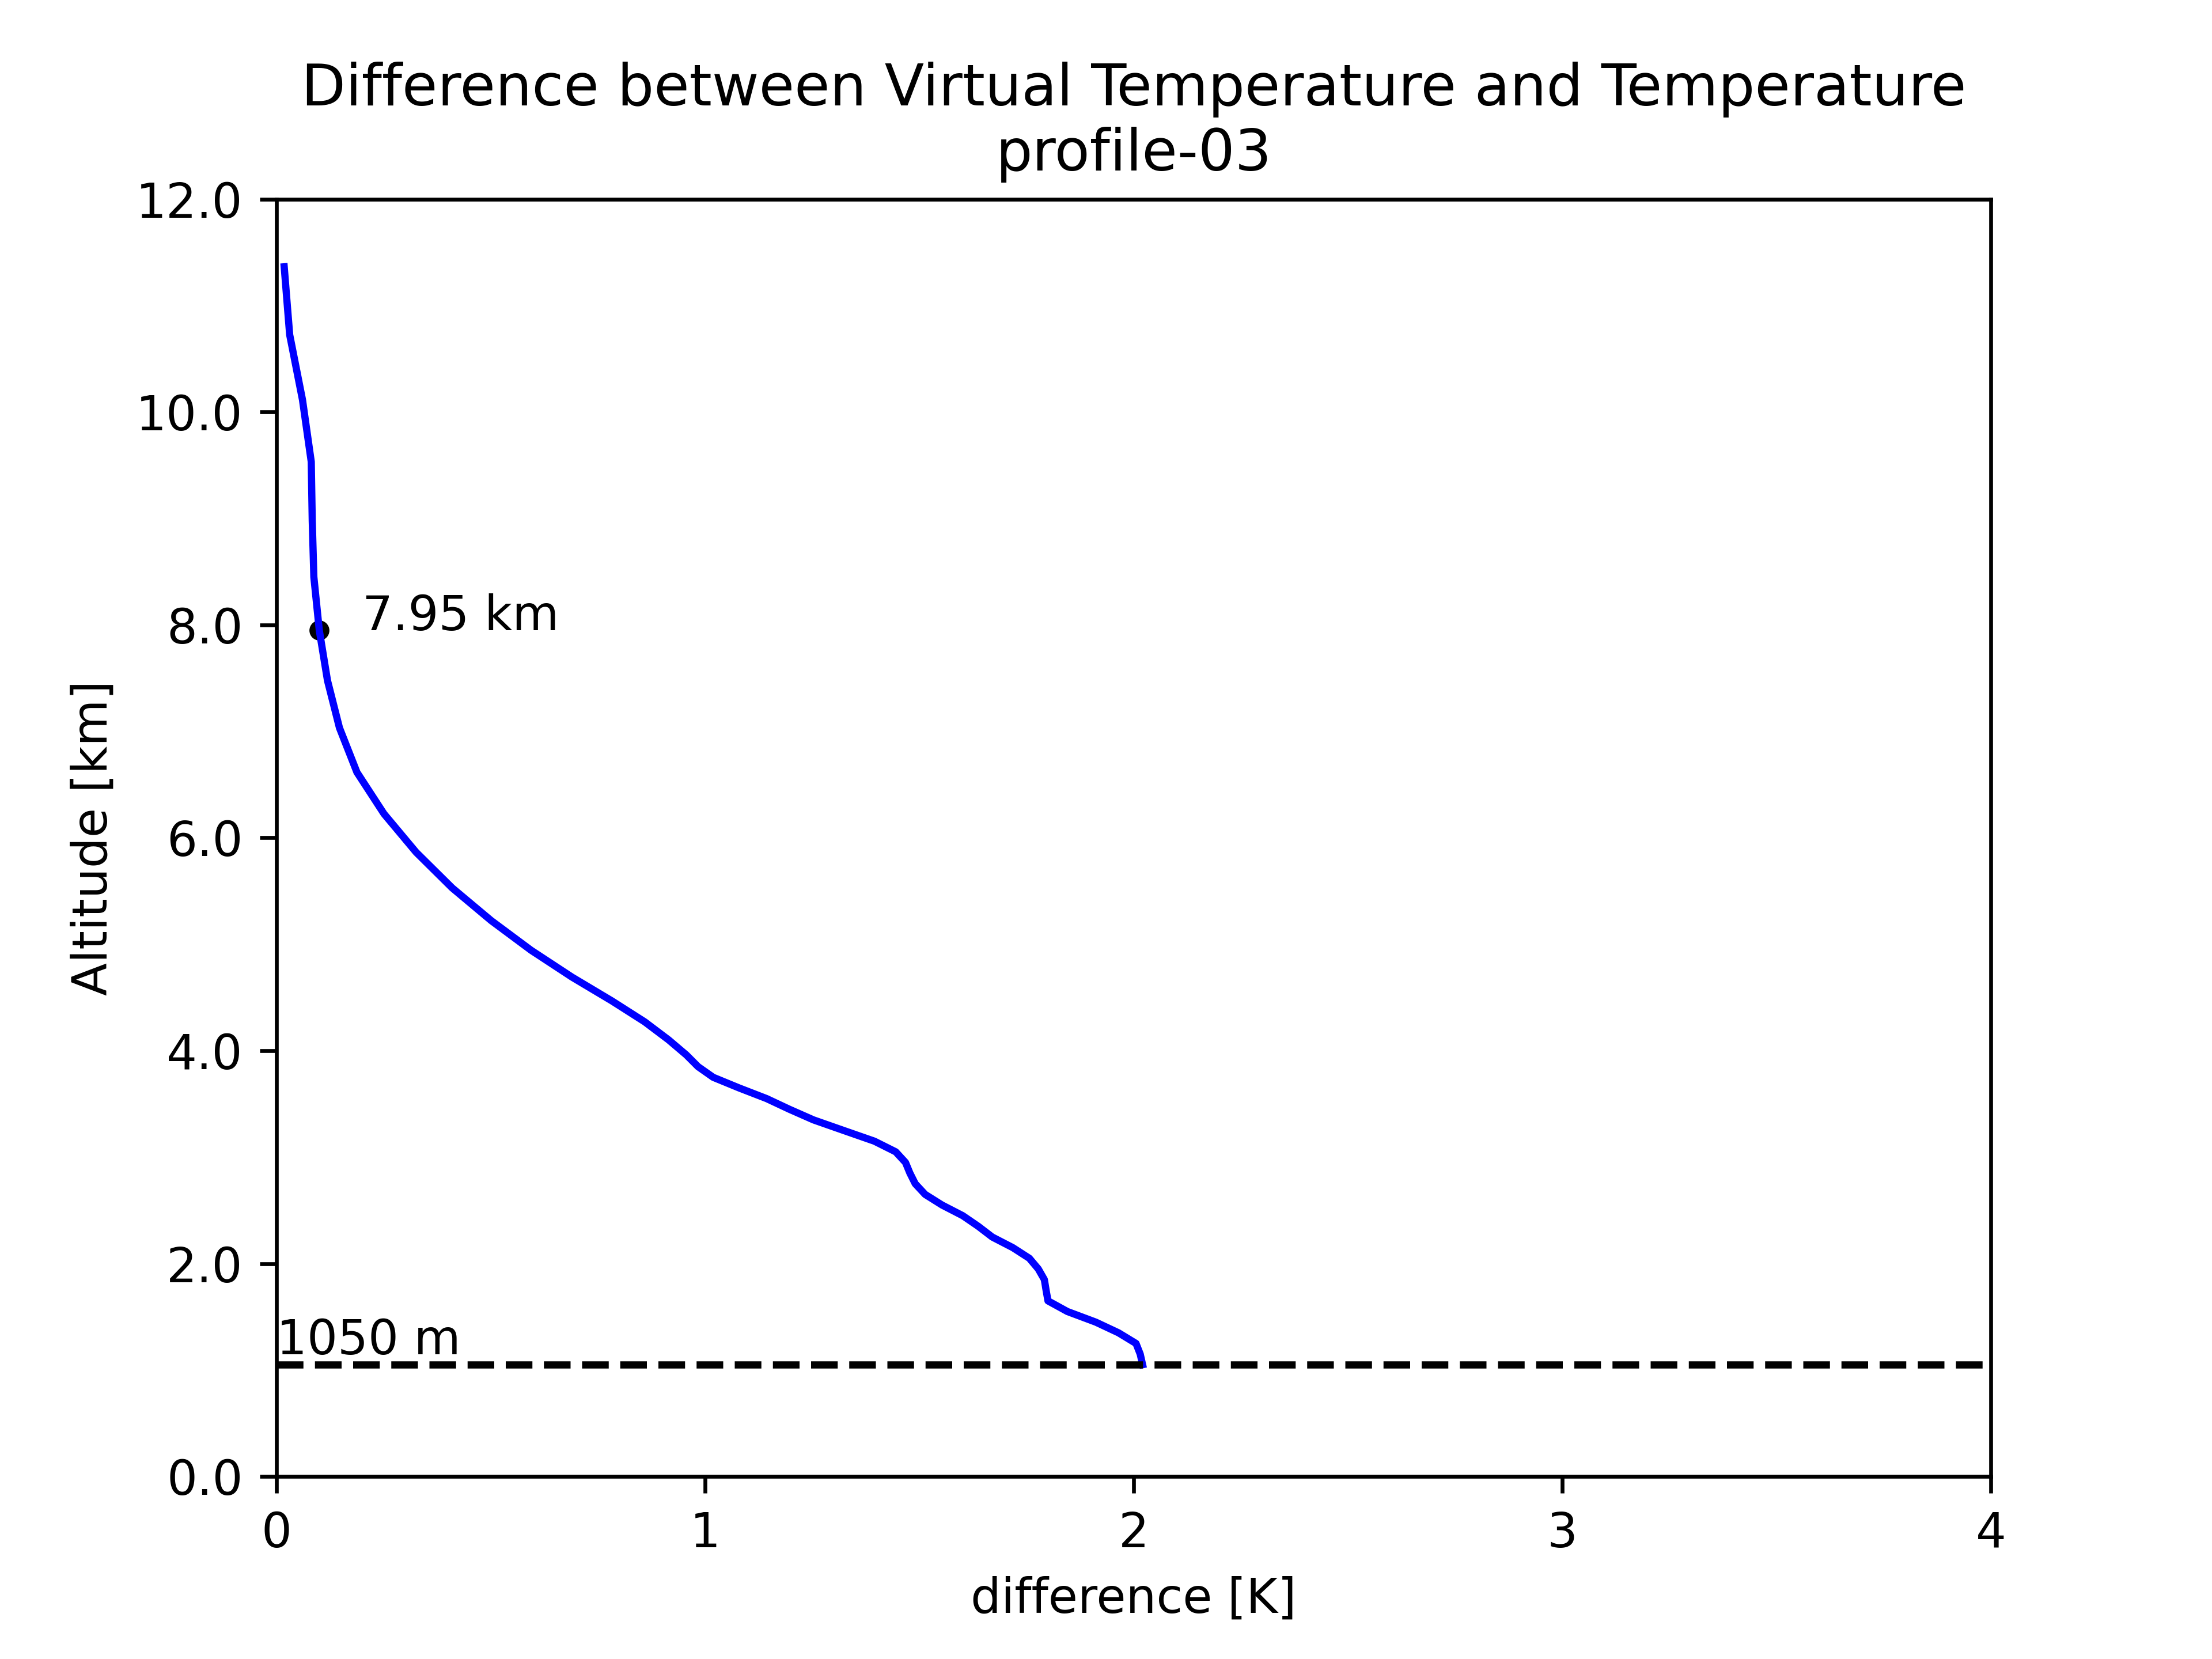 Difference between Virtual Temperature and Temperature
profile-03
12.0
10.0
8.0
6.0
4.0
2.0
0.0
Altitude [km]
7.95 km
1050 m
0 1 2 3 4
difference [K]